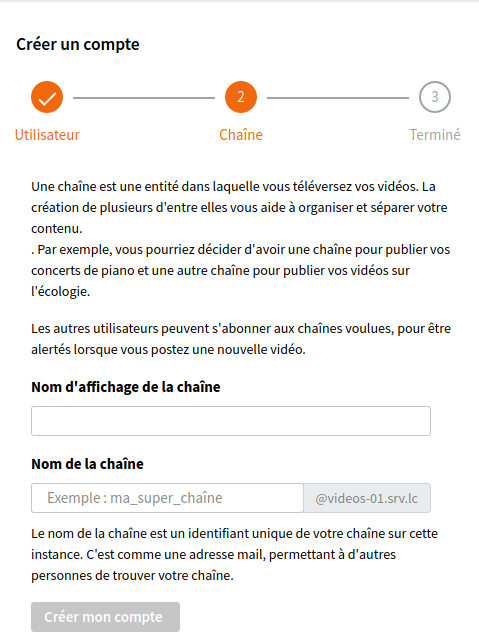 Créer un compte
2
3
Utilisateur
Chaîne
Terminé
Une chaîne est une entité dans laquelle vous téléversez vos vidéos. La
création de plusieurs d'entre elles vous aide à organiser et séparer votre
contenu.
. Par exemple, vous pourriez décider d'avoir une chaîne pour publier vos
concerts de piano et une autre chaîne pour publier vos vidéos sur
l'écologie.
Les autres utilisateurs peuvent s'abonner aux chaînes voulues, pour être
alertés lorsque vous postez une nouvelle vidéo.
Nom d'affichage de la chaîne
Nom de la chaîne
Exemple : ma_super_chaîne
@videos-01.srv.lc
Le nom de la chaîne est un identifiant unique de votre chaîne sur cette
instance. C'est comme une adresse mail, permettant à d'autres
personnes de trouver votre chaîne.
Créer mon compte